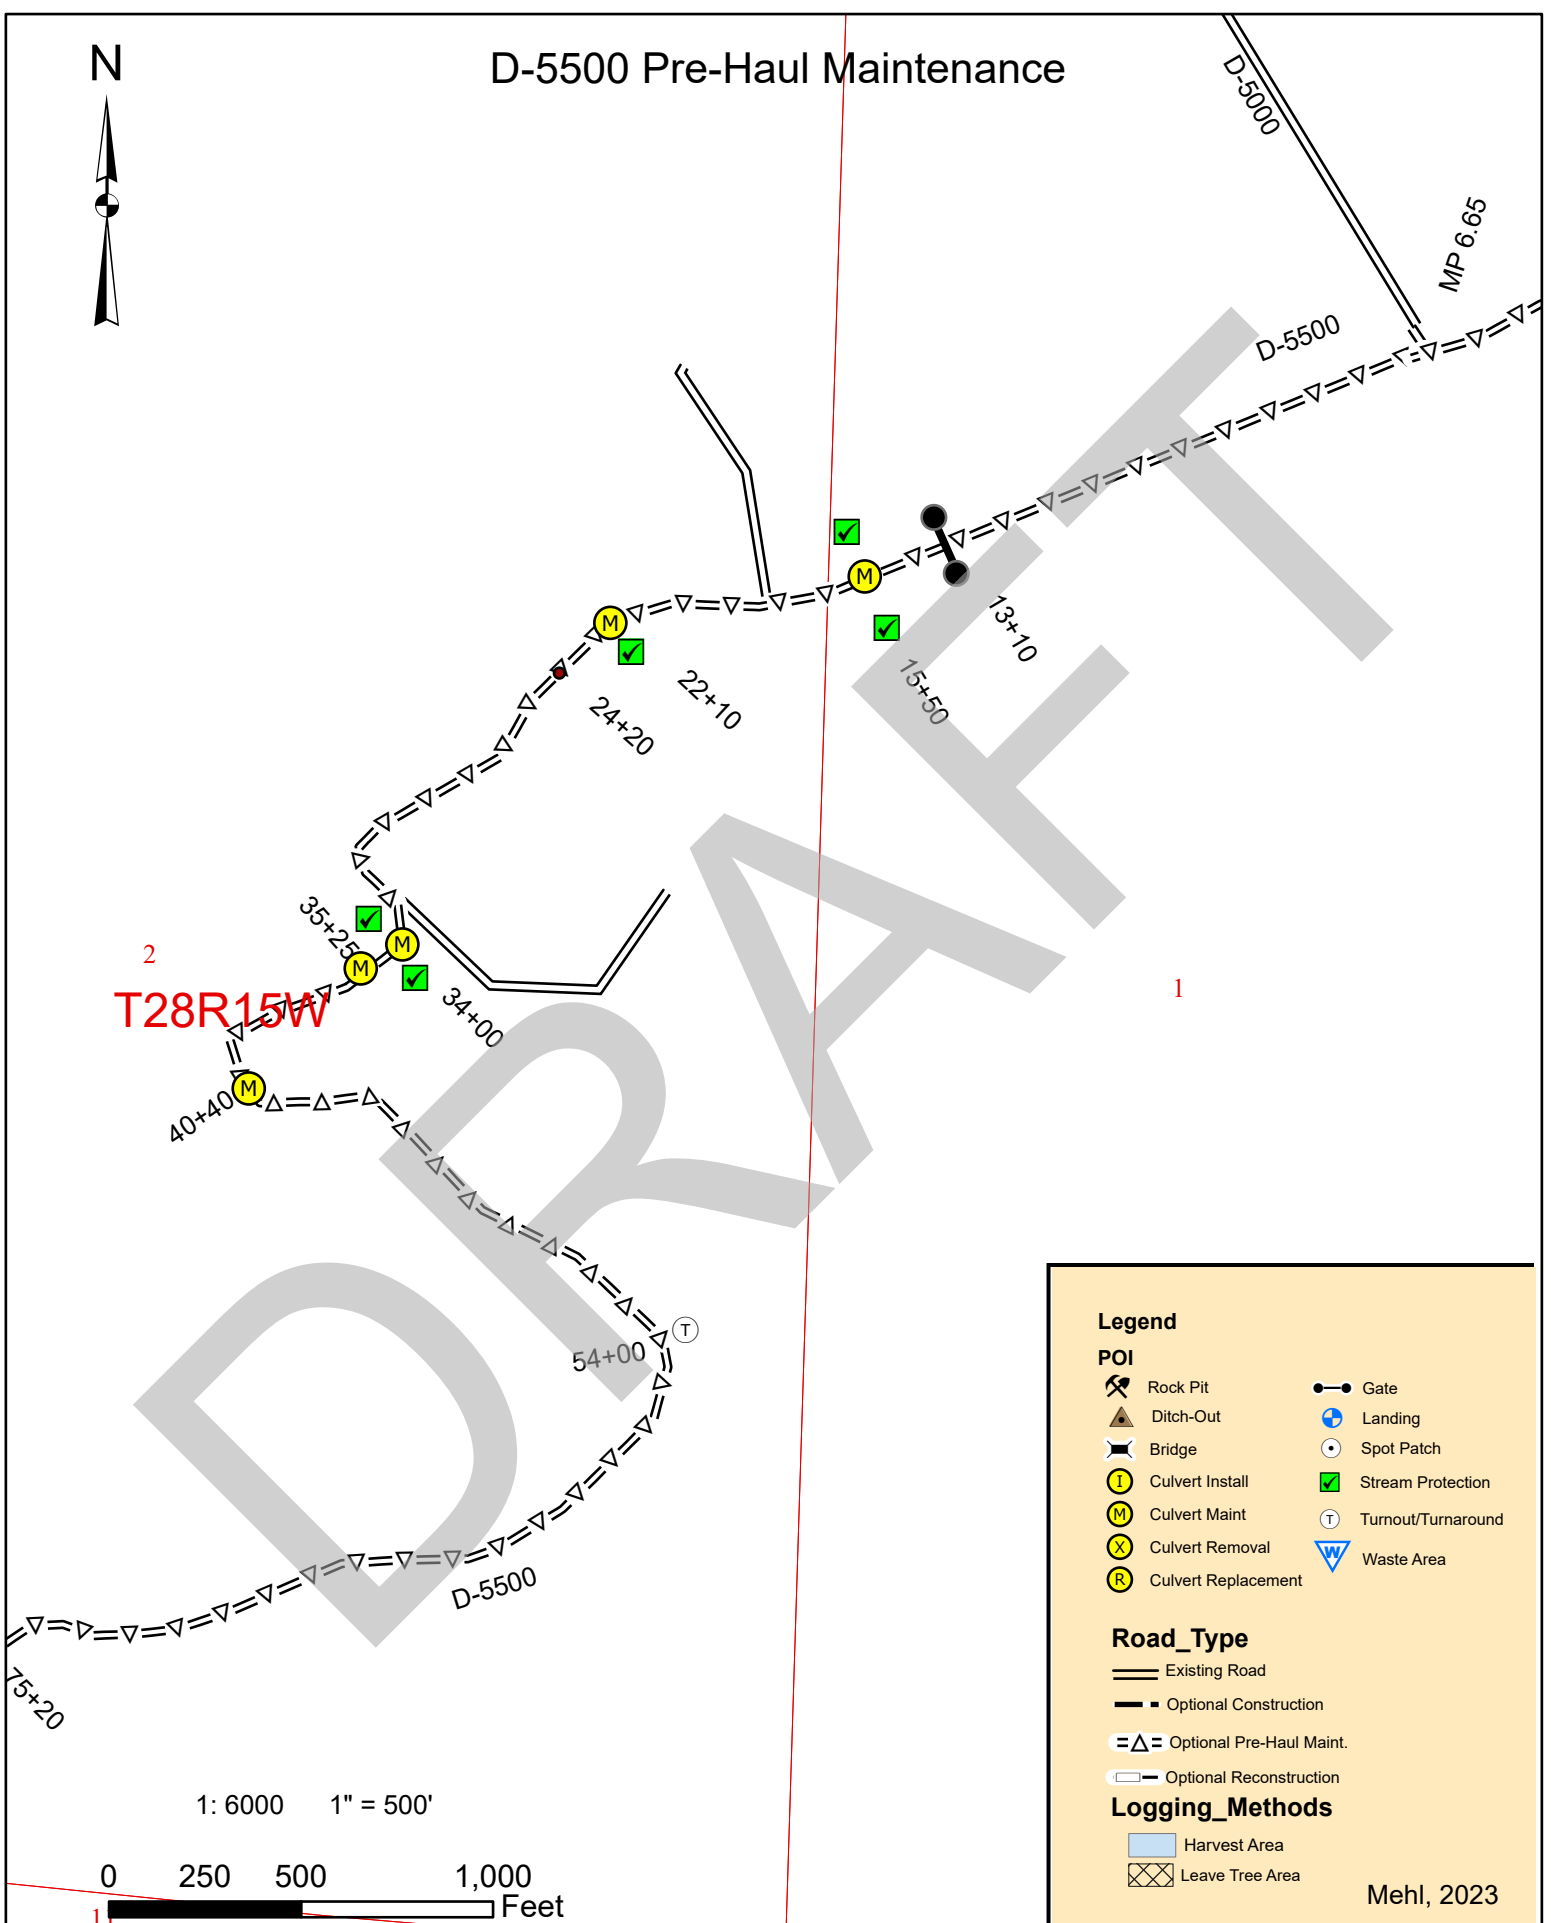 N
D-5500 Pre-Haul Maintenance
D-5000
MP 6.65
D-5500
M
M
13+10
15+50
22+10
24+20
35+25
M
M
2
T28R15W
34+00
1
M
40+40
T
54+00
D-5500
75+20
DRAFT
1: 6000 1" = 500'
0 250 500 1,000
Feet
1
Legend
POI
Rock Pit
Gate
Ditch-Out
Landing
Bridge
Spot Patch
I Culvert Install
Stream Protection
M Culvert Maint
T Turnout/Turnaround
X Culvert Removal
W Waste Area
R Culvert Replacement
Road_Type
Existing Road
Optional Construction
Optional Pre-Haul Maint.
Optional Reconstruction
Logging_Methods
Harvest Area
Leave Tree Area
Mehl, 2023